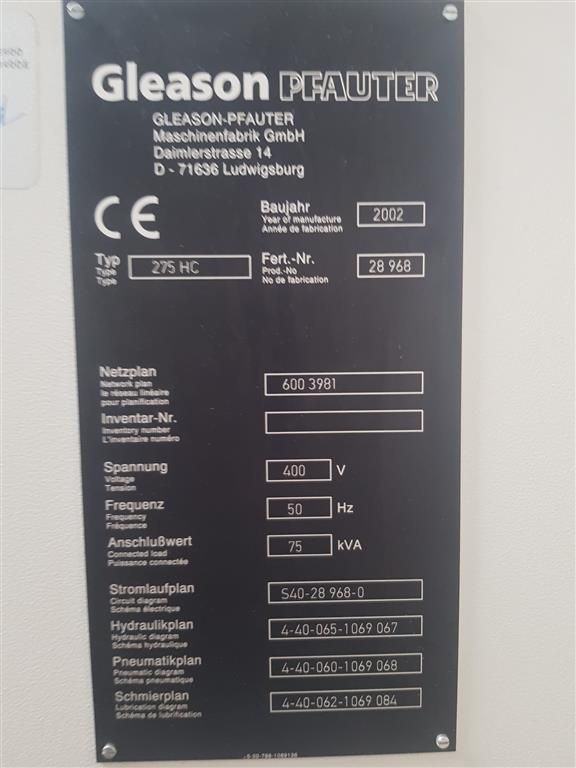 Gleason PFAUTER
GLEASON-PFAUTER
Maschinenfabrik GmbH
Daimlerstrasse 14
D - 71636 Ludwigsburg
CE
Baujahr 2002
Year of manufacture
Année de fabrication
Typ 275 HC
Type
Type
Fert.-Nr. 28 968
Prod.-No
No de fabrication
Netzplan 600 3981
Network plan
le réseau linéaire
pour planification
Inventar-Nr.
Inventory number
L'inventaire numéro
Spannung 400 V
Voltage
Tension
Frequenz 50 Hz
Frequency
Fréquence
Anschlußwert 75 kVA
Connected load
Puissance connectée
Stromlaufplan S40-28 968-0
Circuit diagram
Schéma électrique
Hydraulikplan 4-40-065-1069 067
Hydraulic diagram
Schéma hydraulique
Pneumatikplan 4-40-060-1069 068
Pneumatic diagram
Schéma pneumatique
Schmierplan 4-40-062-1069 084
Lubrication diagram
Schéma de lubrification